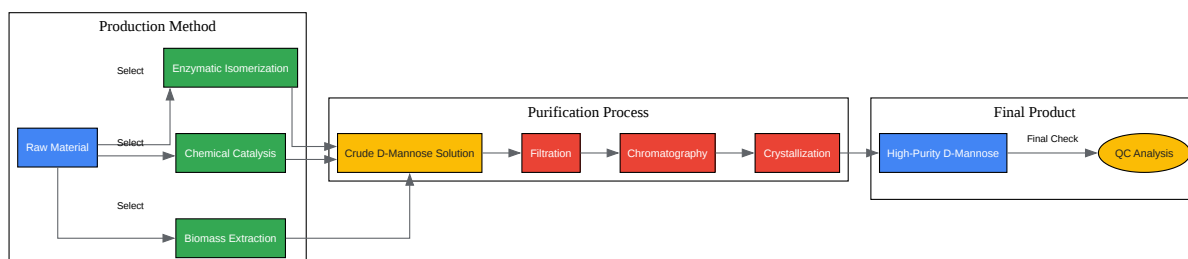 Production Method
Select
Enzymatic Isomerization
Raw Material
Select
Chemical Catalysis
Select
Biomass Extraction
Purification Process
Crude D-Mannose Solution
Filtration
Chromatography
Crystallization
Final Product
High-Purity D-Mannose
Final Check
QC Analysis